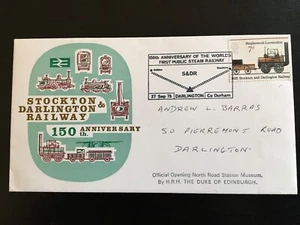 STOCKTON &
DARLINGTON
RAILWAY
150th. ANNIVERSARY
150th ANNIVERSARY OF THE WORLD'S
FIRST PUBLIC STEAM RAILWAY
S&DR
27 Sep 75 DARLINGTON Co Durham
7p
1825 Stockton and Darlington Railway
ANDREW L. BARRAS
50 PIERREMONT ROAD
DARLINGTON
Official Opening North Road Station Museum.
By H.R.H. THE DUKE OF EDINBURGH.